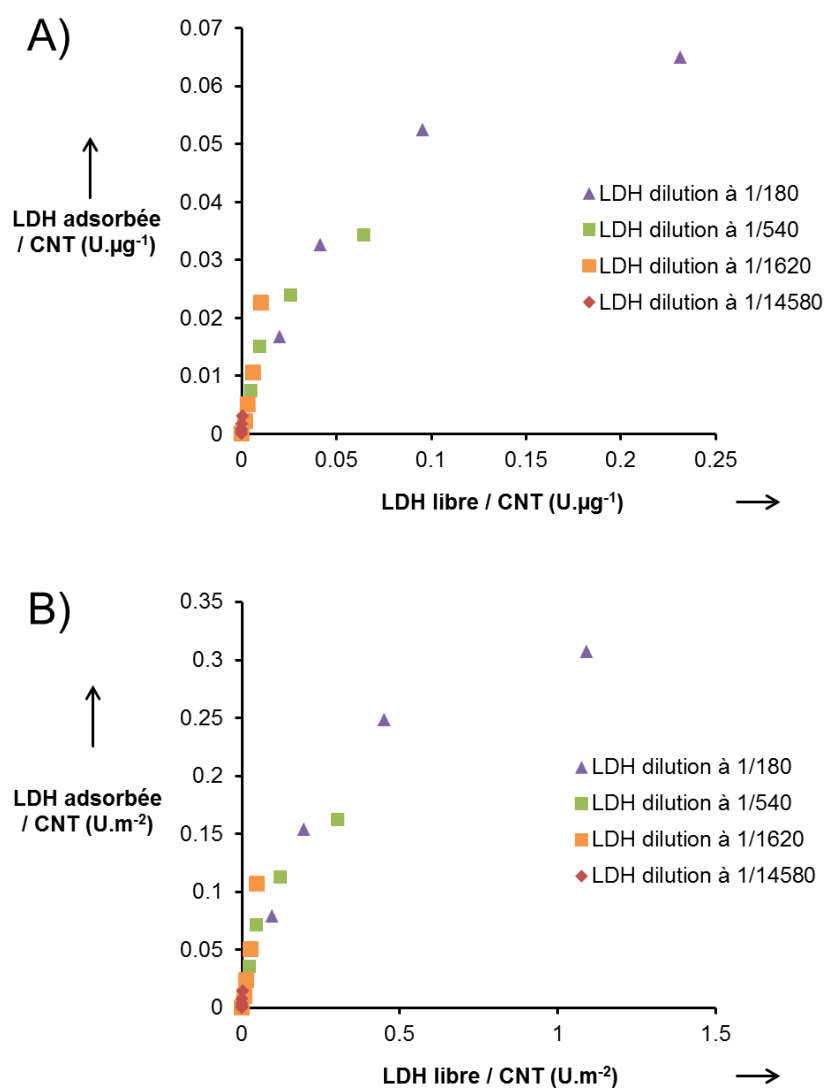 A)
0.07
0.06
0.05
0.04
0.03
0.02
0.01
0
LDH adsorbée
/ CNT (U.µg⁻¹)
LDH dilution à 1/180
LDH dilution à 1/540
LDH dilution à 1/1620
LDH dilution à 1/14580
0 0.05 0.1 0.15 0.2 0.25
LDH libre / CNT (U.µg⁻¹)
B)
0.35
0.3
0.25
0.2
0.15
0.1
0.05
0
LDH adsorbée
/ CNT (U.m⁻²)
LDH dilution à 1/180
LDH dilution à 1/540
LDH dilution à 1/1620
LDH dilution à 1/14580
0 0.5 1 1.5
LDH libre / CNT (U.m⁻²)